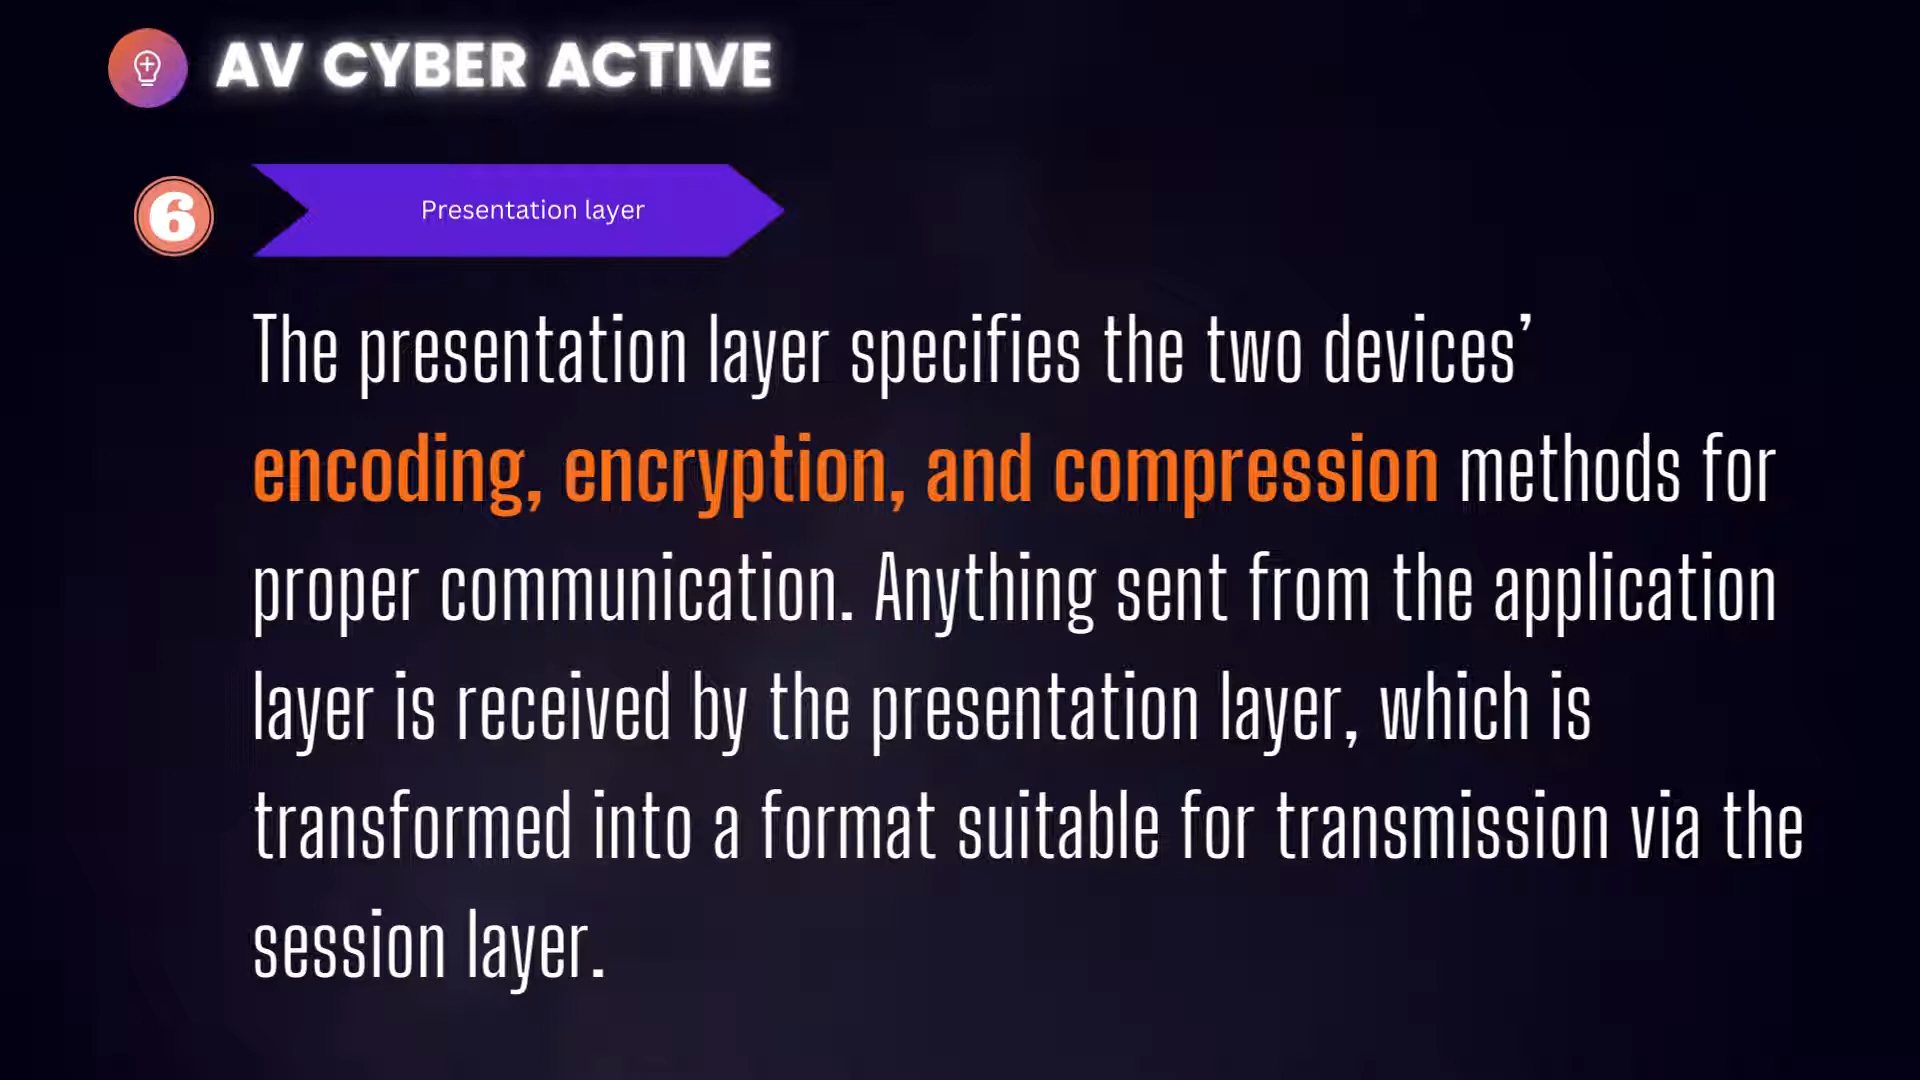 AV CYBER ACTIVE
6
Presentation layer
The presentation layer specifies the two devices’
encoding, encryption, and compression methods for
proper communication. Anything sent from the application
layer is received by the presentation layer, which is
transformed into a format suitable for transmission via the
session layer.